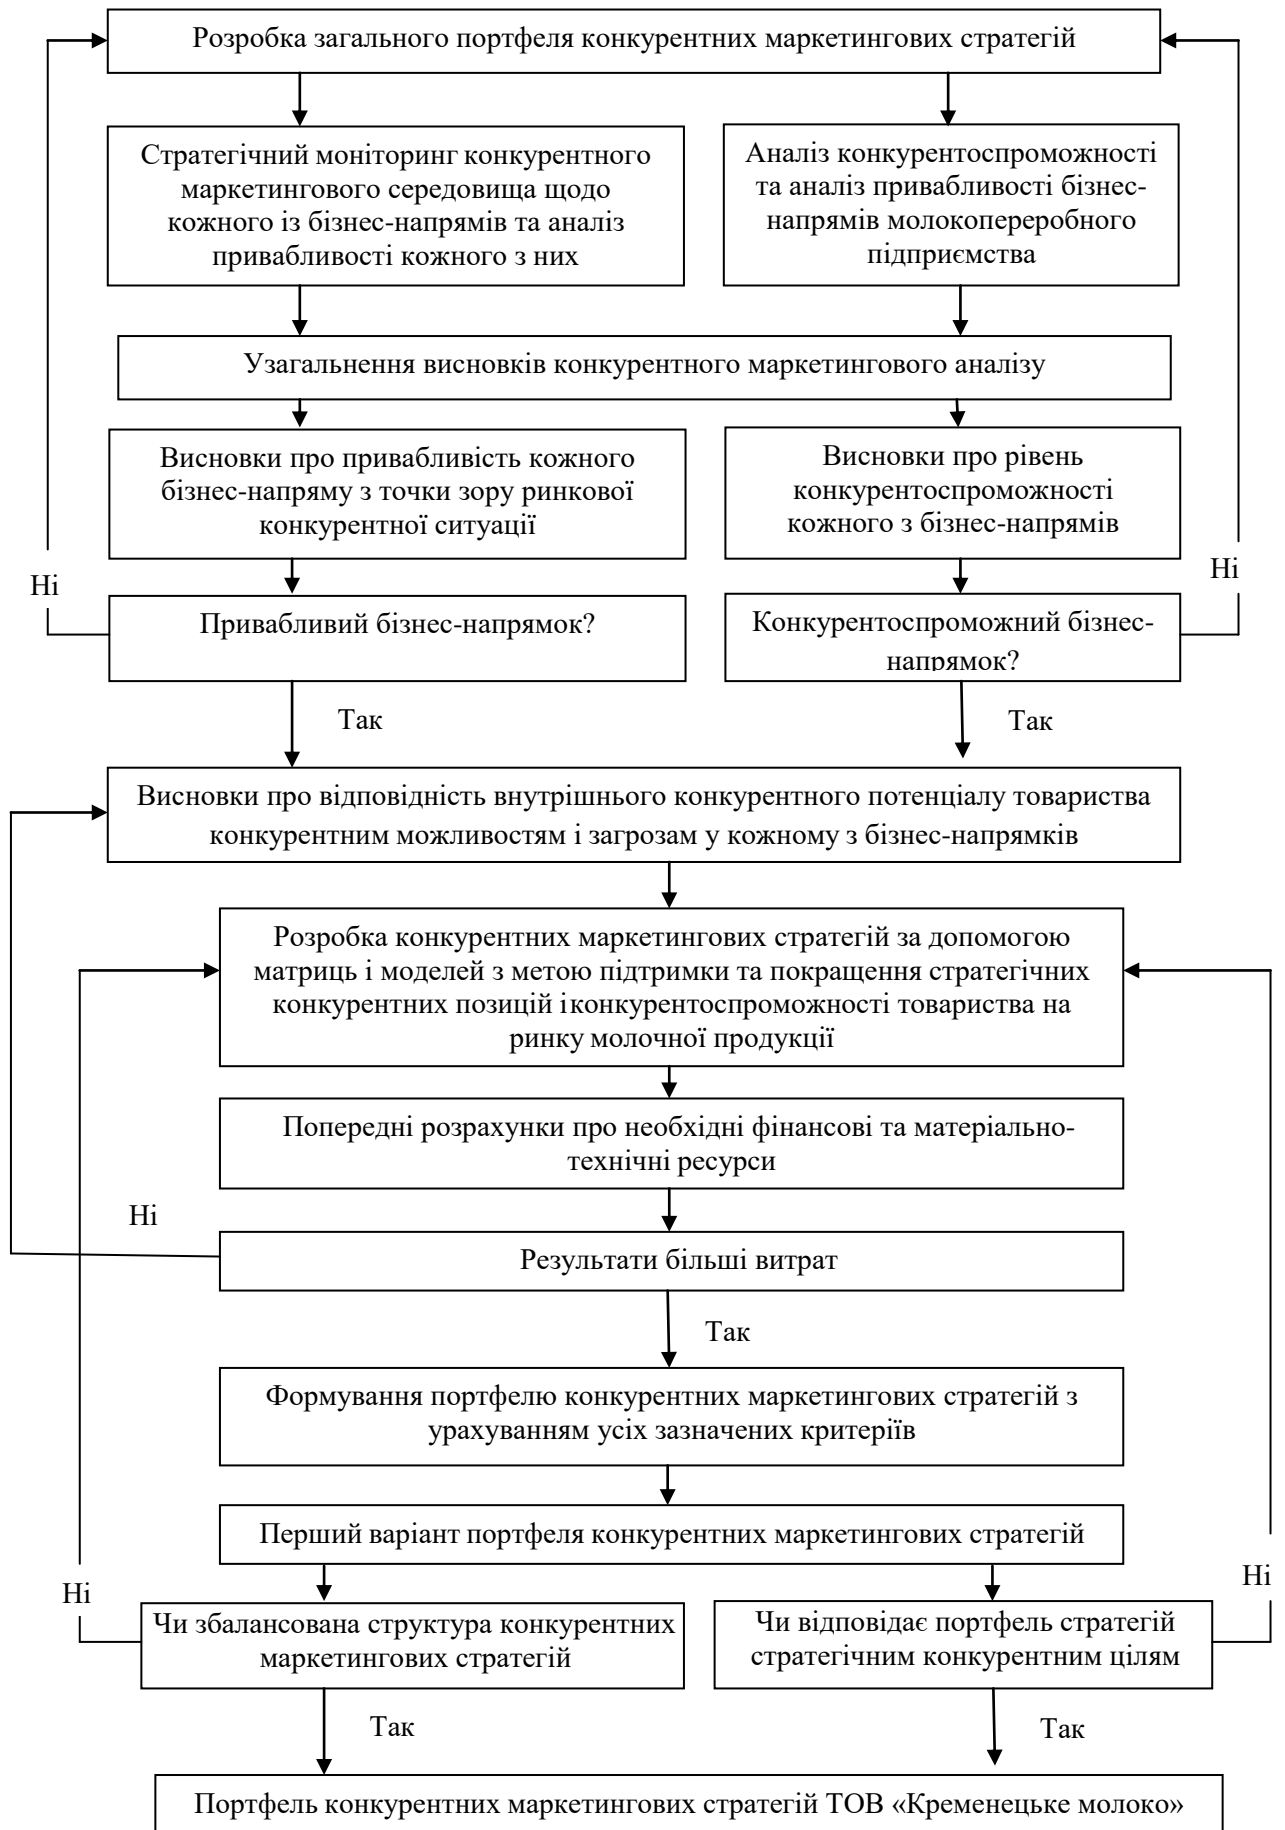 Розробка загального портфеля конкурентних маркетингових стратегій
Стратегічний моніторинг конкурентного
маркетингового середовища щодо
кожного із бізнес-напрямів та аналіз
привабливості кожного з них
Аналіз конкурентоспроможності
та аналіз привабливості бізнес-
напрямів молокопереробного
підприємства
Узагальнення висновків конкурентного маркетингового аналізу
Висновки про привабливість кожного
бізнес-напряму з точки зору ринкової
конкурентної ситуації
Висновки про рівень
конкурентоспроможності
кожного з бізнес-напрямів
Ні
Ні
Привабливий бізнес-напрямок?
Конкурентоспроможний бізнес-
напрямок?
Так
Так
Висновки про відповідність внутрішнього конкурентного потенціалу товариства
конкурентним можливостям і загрозам у кожному з бізнес-напрямків
Розробка конкурентних маркетингових стратегій за допомогою
матриць і моделей з метою підтримки та покращення стратегічних
конкурентних позицій іконкурентоспроможності товариства на
ринку молочної продукції
Попередні розрахунки про необхідні фінансові та матеріально-
технічні ресурси
Ні
Результати більші витрат
Так
Формування портфелю конкурентних маркетингових стратегій з
урахуванням усіх зазначених критеріїв
Перший варіант портфеля конкурентних маркетингових стратегій
Ні
Ні
Чи збалансована структура конкурентних
маркетингових стратегій
Чи відповідає портфель стратегій
стратегічним конкурентним цілям
Так
Так
Портфель конкурентних маркетингових стратегій ТОВ «Кременецьке молоко»